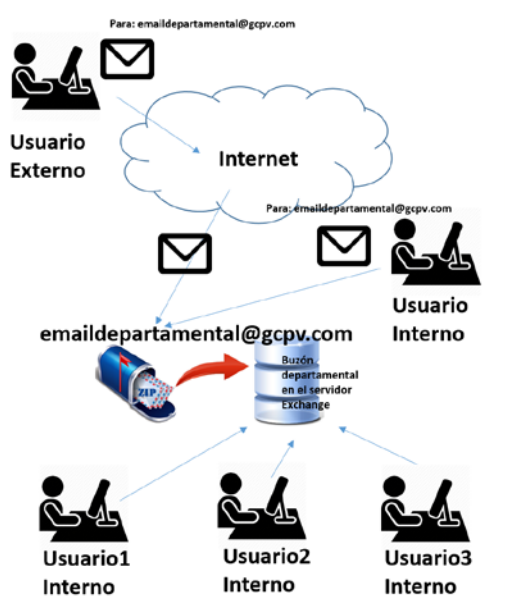 Para: emaildepartamental@gcpv.com
Usuario
Externo
Internet
Para: emaildepartamental@gcpv.com
Usuario
Interno
emaildepartamental@gcpv.com
ZIP
Buzón
departamental
en el servidor
Exchange
Usuario1
Interno
Usuario2
Interno
Usuario3
Interno